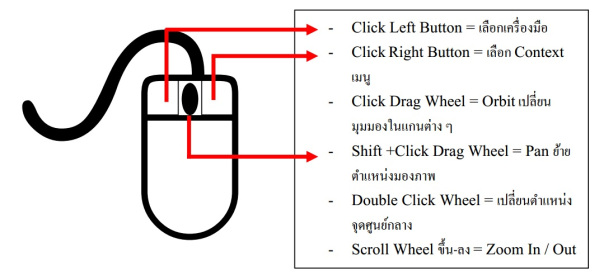 - Click Left Button = เลือกเครื่องมือ
- Click Right Button = เลือก Context
เมนู
- Click Drag Wheel = Orbit เปลี่ยน
มุมมองในแกนต่าง ๆ
- Shift +Click Drag Wheel = Pan ย้าย
ตำแหน่งมองภาพ
- Double Click Wheel = เปลี่ยนตำแหน่ง
จุดศูนย์กลาง
- Scroll Wheel ขึ้น-ลง = Zoom In / Out